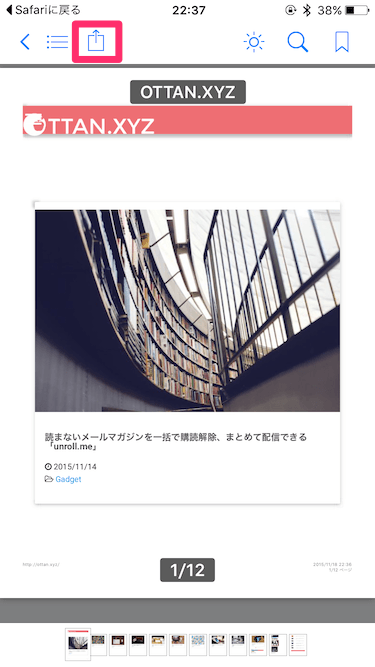 Safariに戻る 22:37 38%
OTTAN.XYZ
OTTAN.XYZ
読まないメールマガジンを一括で購読解除、まとめて配信できる
「unroll.me」
2015/11/14
Gadget
1/12
http://ottan.xyz/
2015/11/16 22:36
1/12 ページ